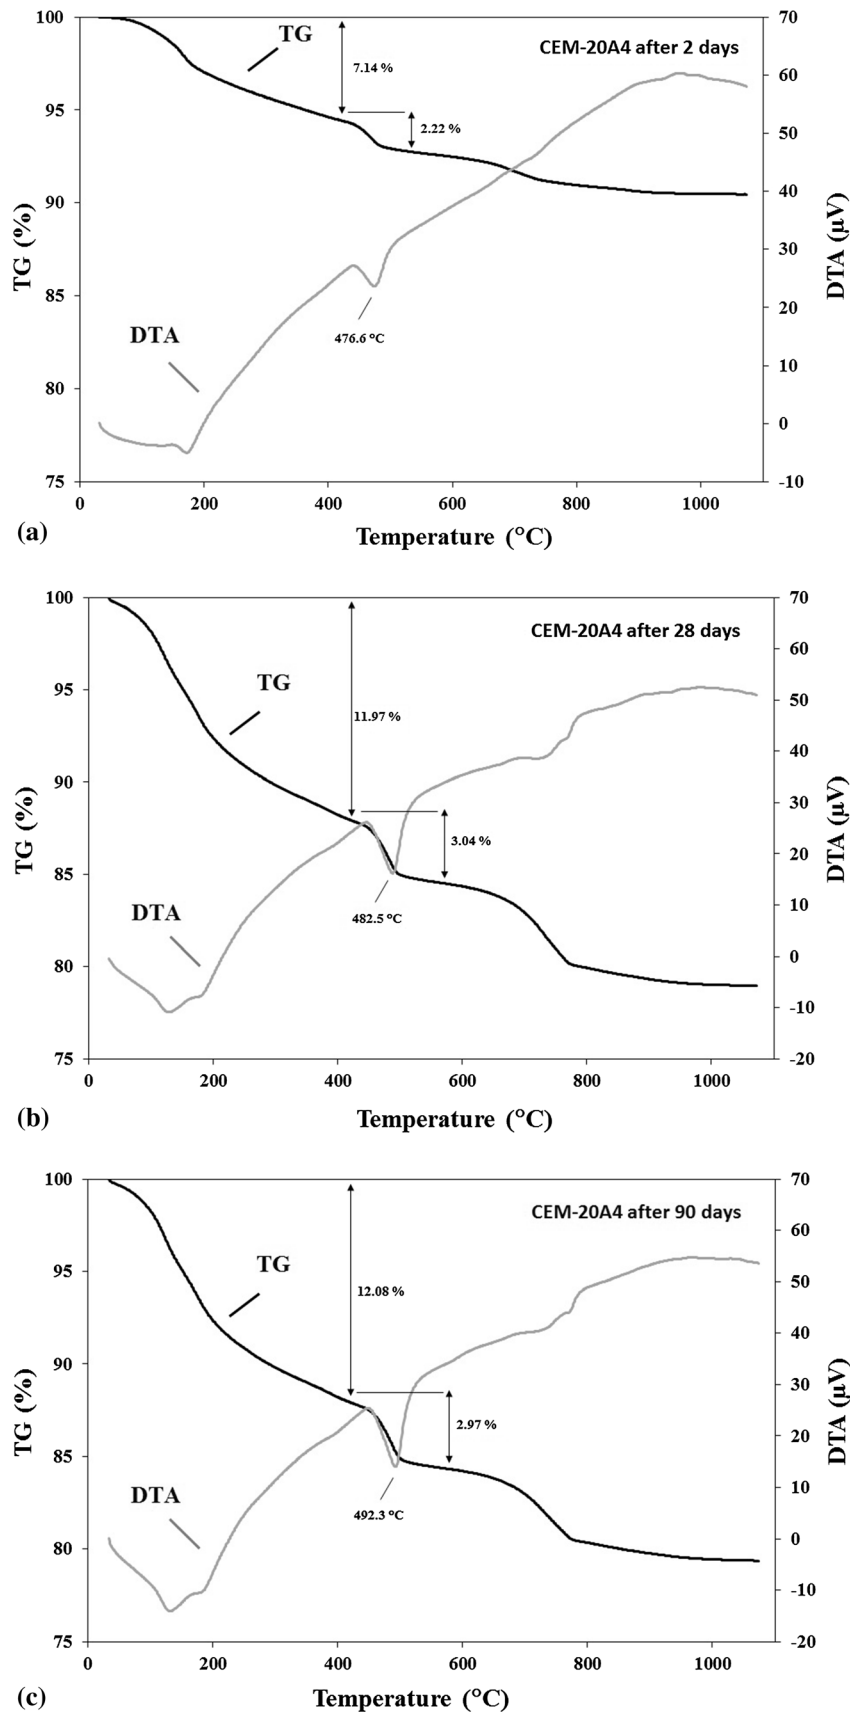 100
95
90
85
80
75
TG (%)
TG
7.14 %
2.22 %
CEM-20A4 after 2 days
DTA
476.6 °C
70
60
50
40
30
20
10
0
-10
DTA (µV)
0 200 400 600 800 1000
(a) Temperature (°C)
100
95
90
85
80
75
TG (%)
TG
11.97 %
3.04 %
CEM-20A4 after 28 days
DTA
482.5 °C
70
60
50
40
30
20
10
0
-10
-20
DTA (µV)
0 200 400 600 800 1000
(b) Temperature (°C)
100
95
90
85
80
75
TG (%)
TG
12.08 %
2.97 %
CEM-20A4 after 90 days
DTA
492.3 °C
70
60
50
40
30
20
10
0
-10
-20
DTA (µV)
0 200 400 600 800 1000
(c) Temperature (°C)